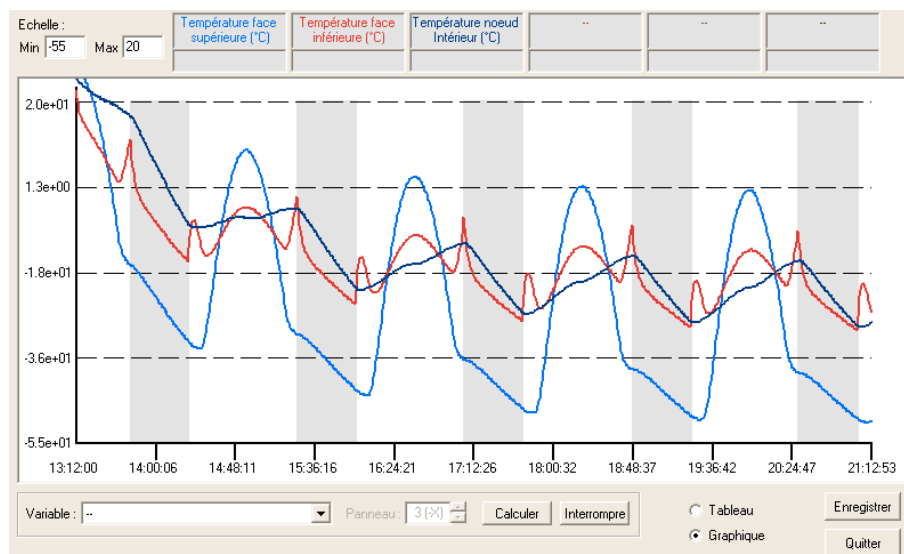 Echelle :
Min -55 Max 20
Température face supérieure (°C)
Température face inférieure (°C)
Température noeud Intérieur (°C)
--
--
--
2.0e+01
1.3e+00
-1.8e+01
-3.6e+01
-5.5e+01
13:12:00 14:00:06 14:48:11 15:36:16 16:24:21 17:12:26 18:00:32 18:48:37 19:36:42 20:24:47 21:12:53
Variable : -- Panneau : 3 (-X) Calculer Interrompre
Tableau
Graphique
Enregistrer
Quitter